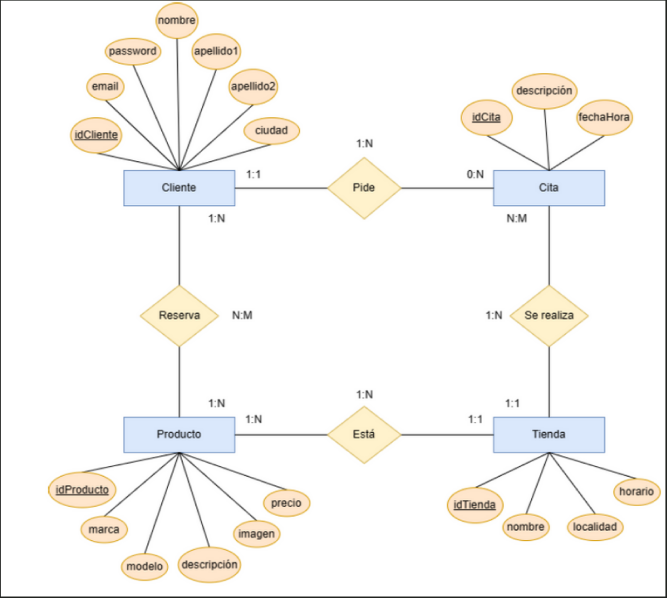 nombre
password
apellido1
email
apellido2
idCliente
ciudad
descripción
idCita
fechaHora
1:N
1:1
0:N
Cliente
Pide
Cita
1:N
N:M
Reserva
N:M
1:N
Se realiza
1:N
1:N
1:N
1:1
1:1
Producto
Está
Tienda
idProducto
precio
marca
imagen
modelo
descripción
horario
idTienda
nombre
localidad